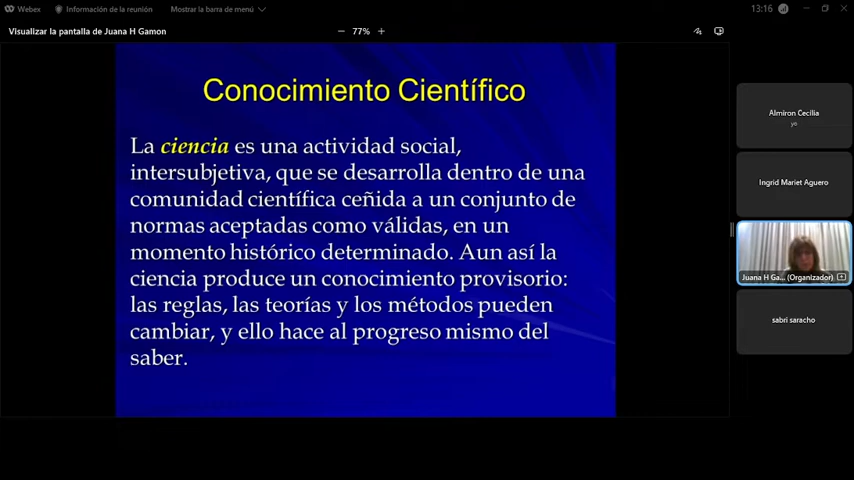 Webex
Información de la reunión
Mostrar la barra de menú
13:16
Visualizar la pantalla de Juana H Gamon
77%
Conocimiento Científico
La ciencia es una actividad social,
intersubjetiva, que se desarrolla dentro de una
comunidad científica ceñida a un conjunto de
normas aceptadas como válidas, en un
momento histórico determinado. Aun así la
ciencia produce un conocimiento provisorio:
las reglas, las teorías y los métodos pueden
cambiar, y ello hace al progreso mismo del
saber.
Almiron Cecilia
yo
Ingrid Mariet Aguero
Juana H Ga... (Organizador)
sabri saracho